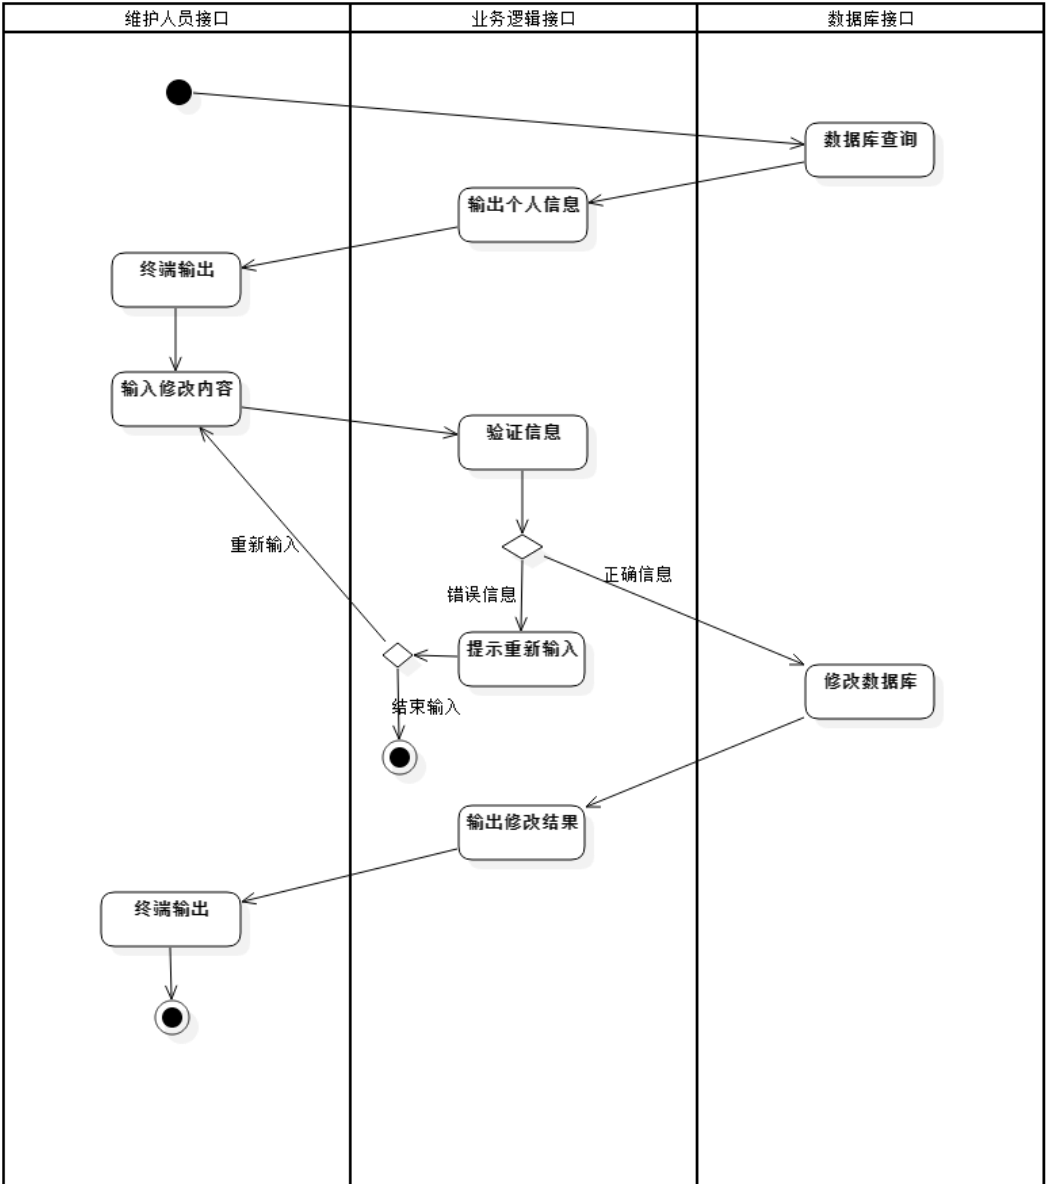 维护人员接口
业务逻辑接口
数据库接口
数据库查询
输出个人信息
终端输出
输入修改内容
验证信息
重新输入
正确信息
错误信息
提示重新输入
修改数据库
结束输入
输出修改结果
终端输出